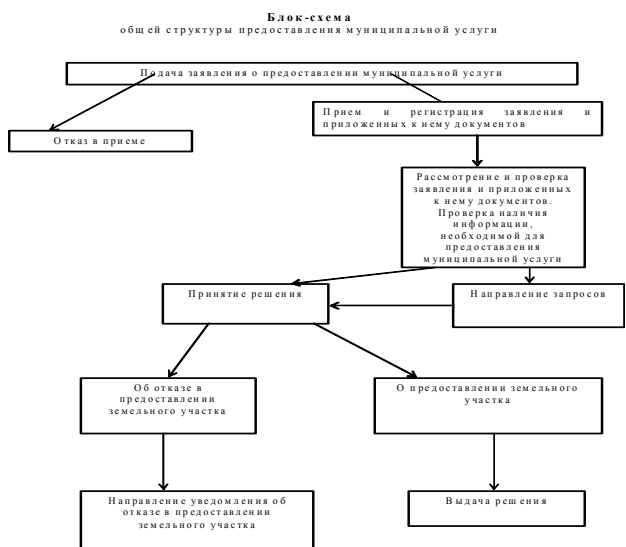 Блок-схема
общей структуры предоставления муниципальной услуги
Подача заявления о предоставлении муниципальной услуги
Прием и регистрация заявления и
приложенных к нему документов
Отказ в приеме
Рассмотрение и проверка
заявления и приложенных
к нему документов.
Проверка наличия
информации,
необходимой для
предоставления
муниципальной услуги
Принятие решения
Направление запросов
Об отказе в
предоставлении
земельного участка
О предоставлении земельного
участка
Направление уведомления об
отказе в предоставлении
земельного участка
Выдача решения